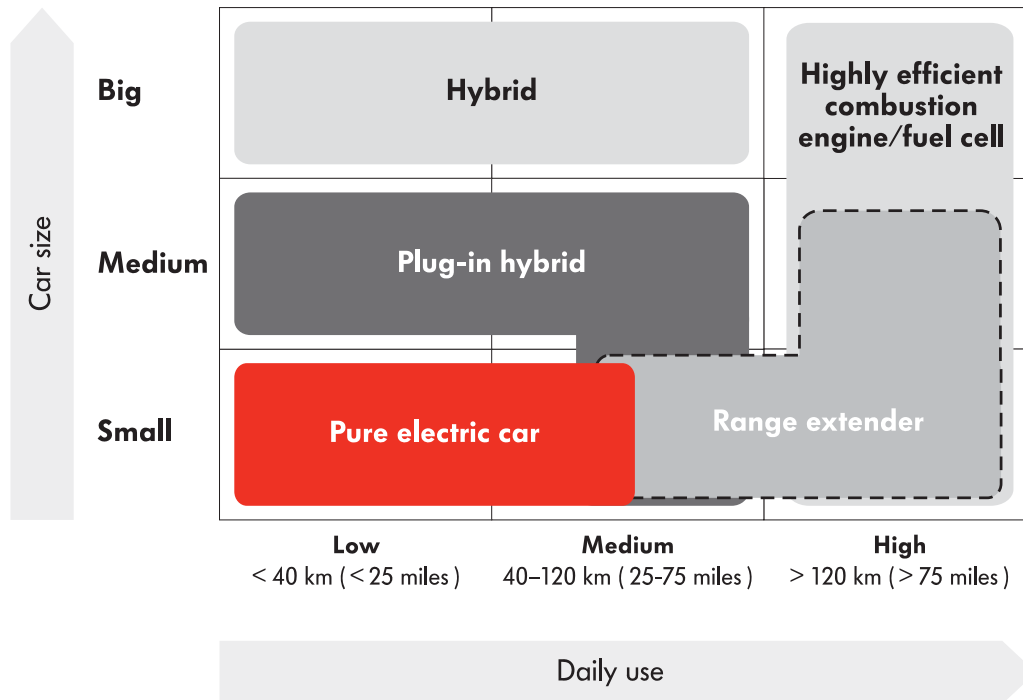 Car size
Big
Medium
Small
Hybrid
Highly efficient
combustion
engine/fuel cell
Plug-in hybrid
Pure electric car
Range extender
Low
< 40 km ( < 25 miles )
Medium
40–120 km ( 25-75 miles )
High
> 120 km ( > 75 miles )
Daily use